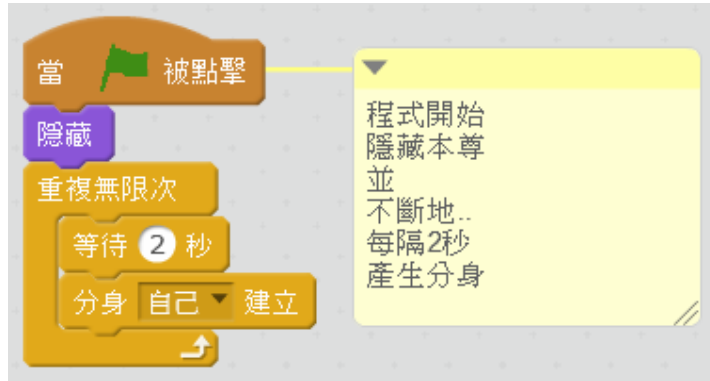 當 被點擊
隱藏
重複無限次
等待 2 秒
分身 自己 建立
程式開始
隱藏本尊
並
不斷地..
每隔2秒
產生分身